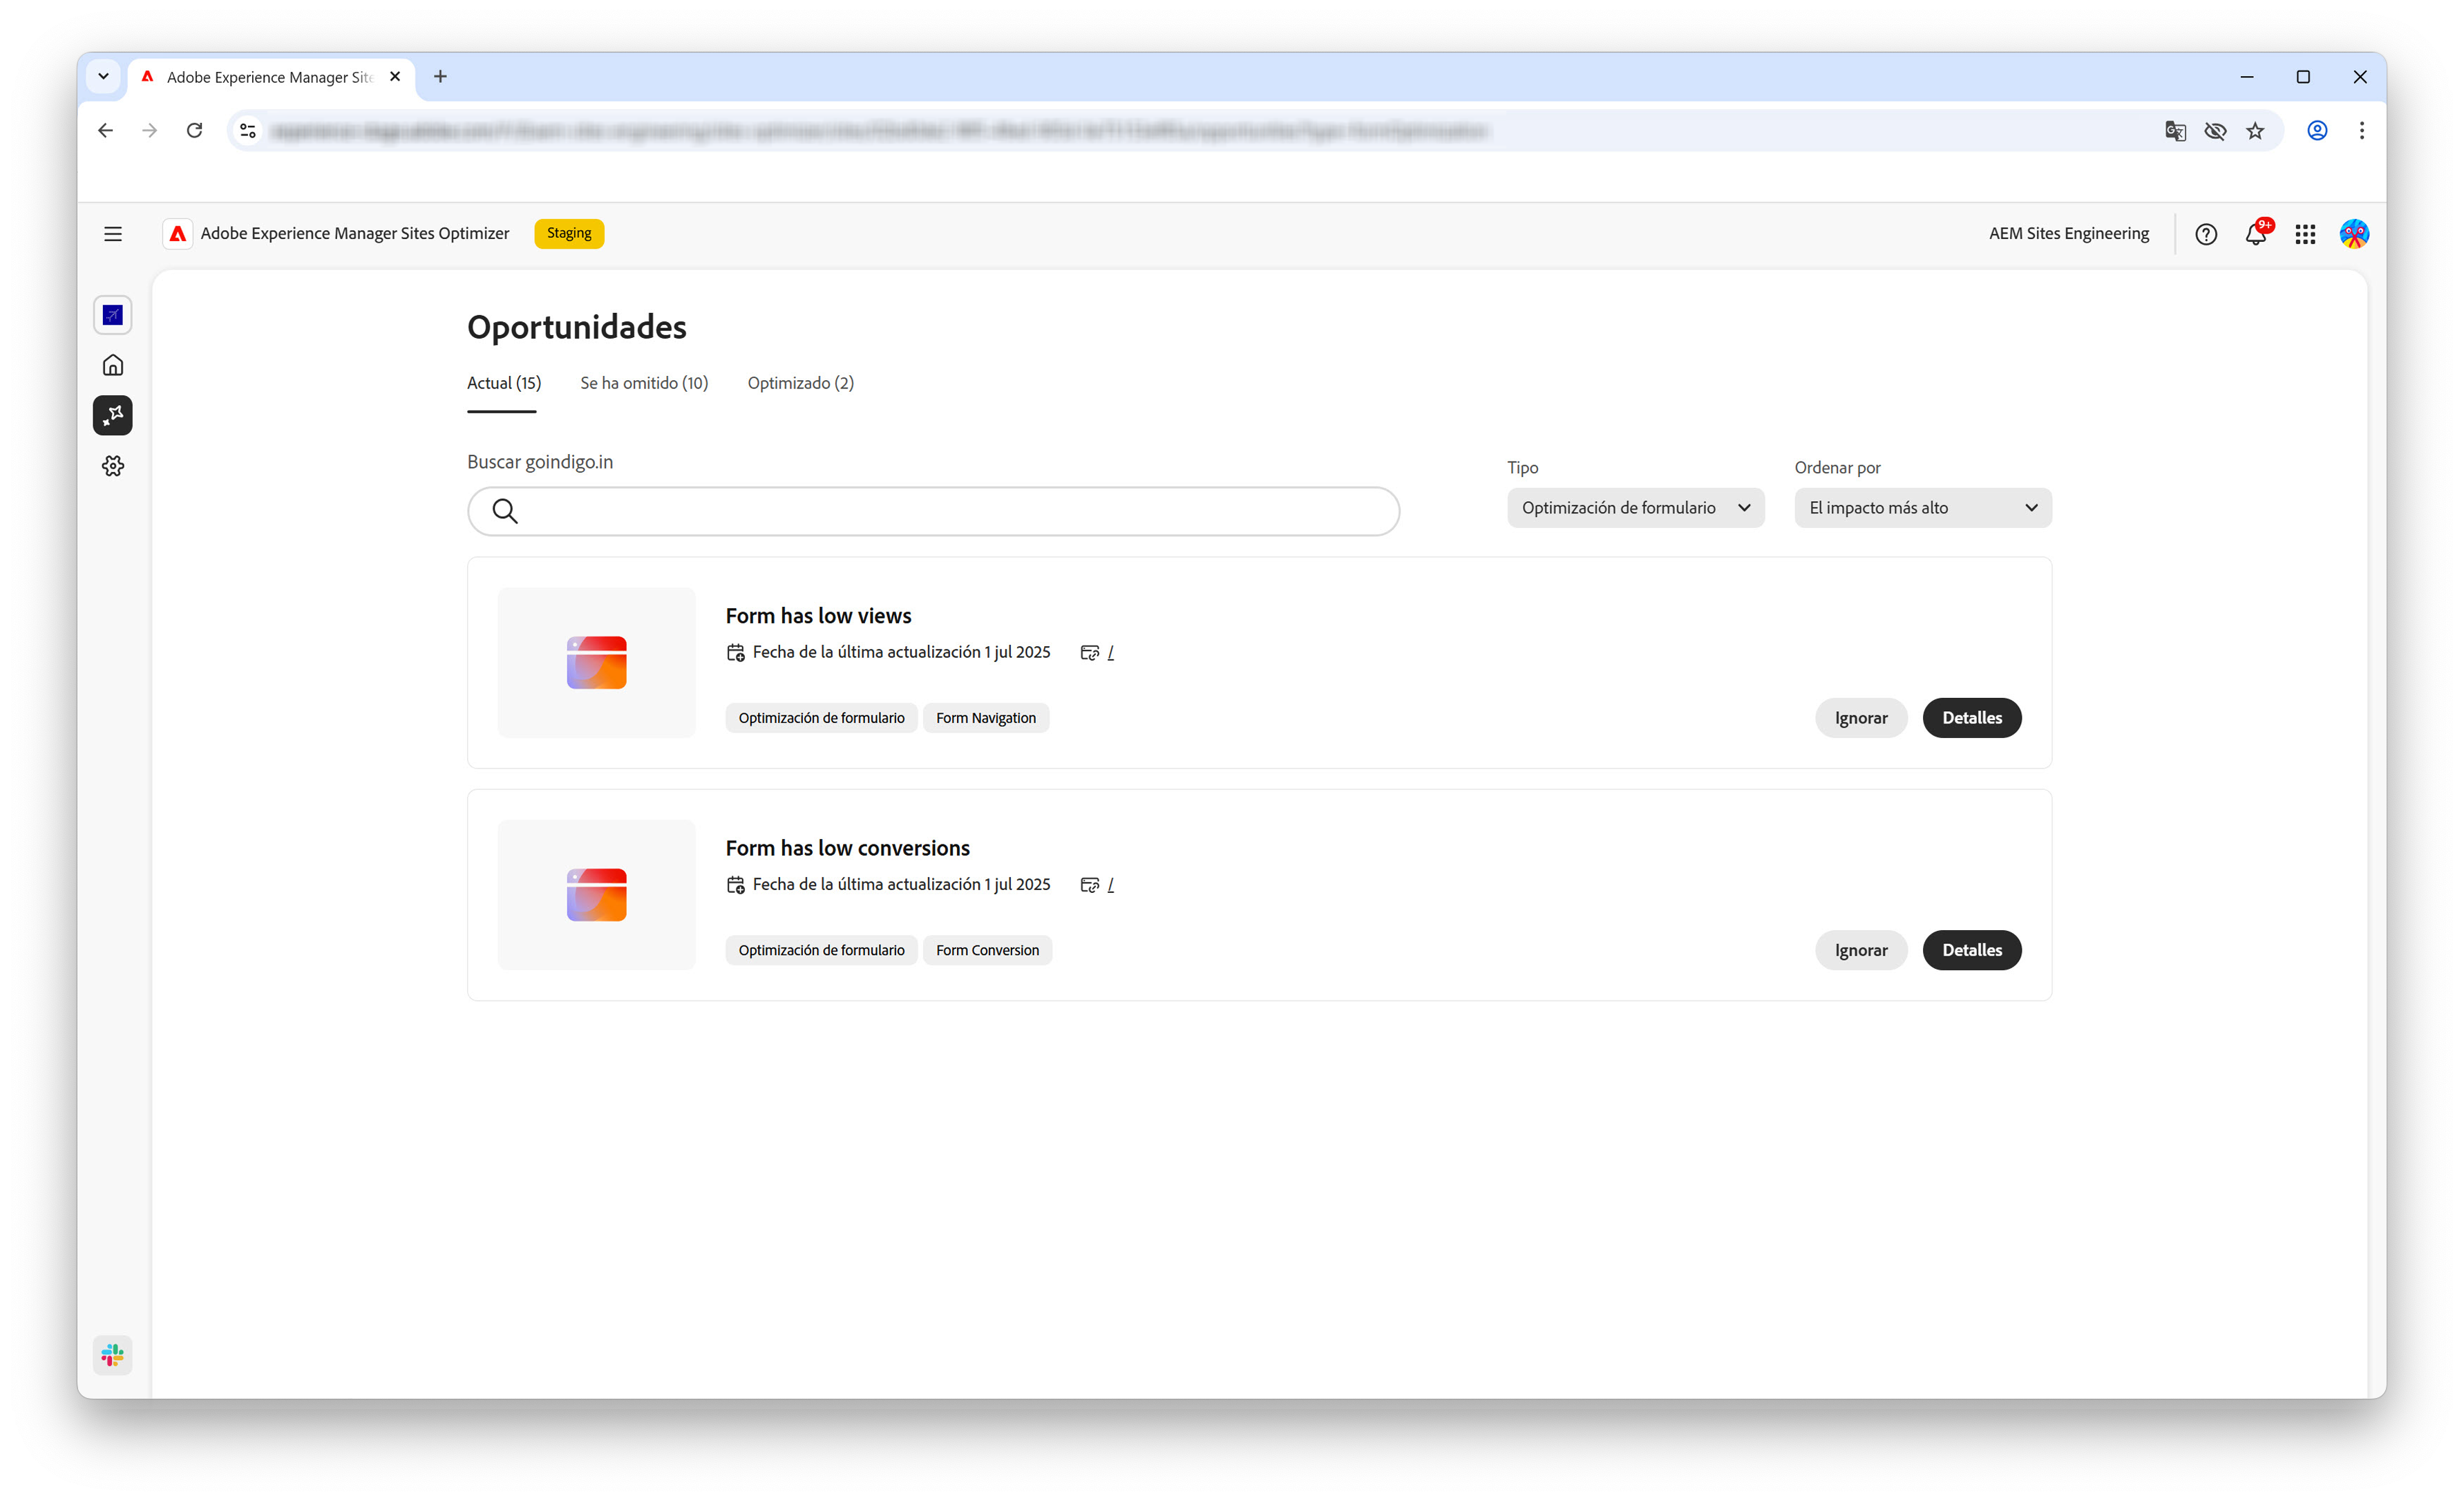 Adobe Experience Manager Site
Adobe Experience Manager Sites Optimizer
Staging
AEM Sites Engineering
9+
Oportunidades
Actual (15)
Se ha omitido (10)
Optimizado (2)
Buscar goindigo.in
Tipo
Ordenar por
Optimización de formulario
El impacto más alto
Form has low views
Fecha de la última actualización 1 jul 2025
/
Optimización de formulario
Form Navigation
Ignorar
Detalles
Form has low conversions
Fecha de la última actualización 1 jul 2025
/
Optimización de formulario
Form Conversion
Ignorar
Detalles